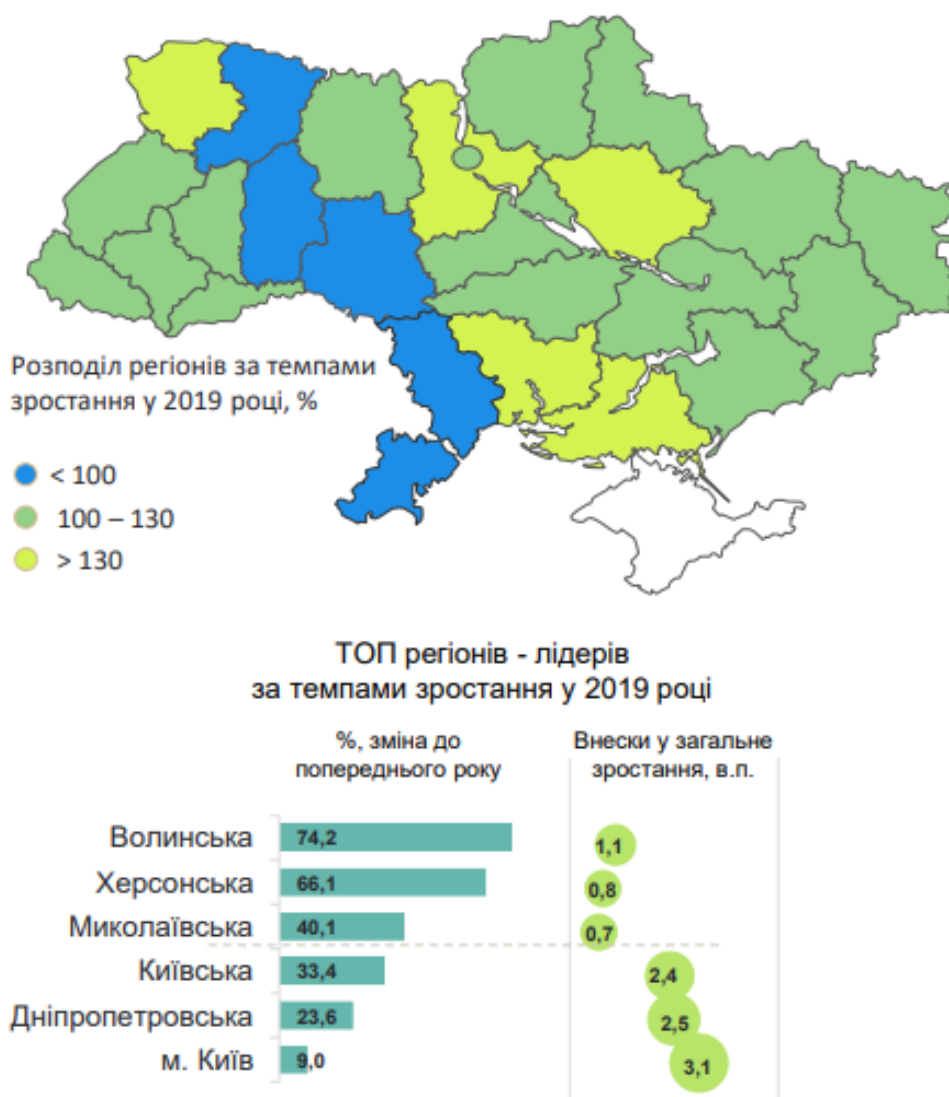 Розподіл регіонів за темпами
зростання у 2019 році, %
< 100
100 – 130
> 130
ТОП регіонів - лідерів
за темпами зростання у 2019 році
%, зміна до
попереднього року
Внески у загальне
зростання, в.п.
Волинська 74,2 1,1
Херсонська 66,1 0,8
Миколаївська 40,1 0,7
Київська 33,4 2,4
Дніпропетровська 23,6 2,5
м. Київ 9,0 3,1